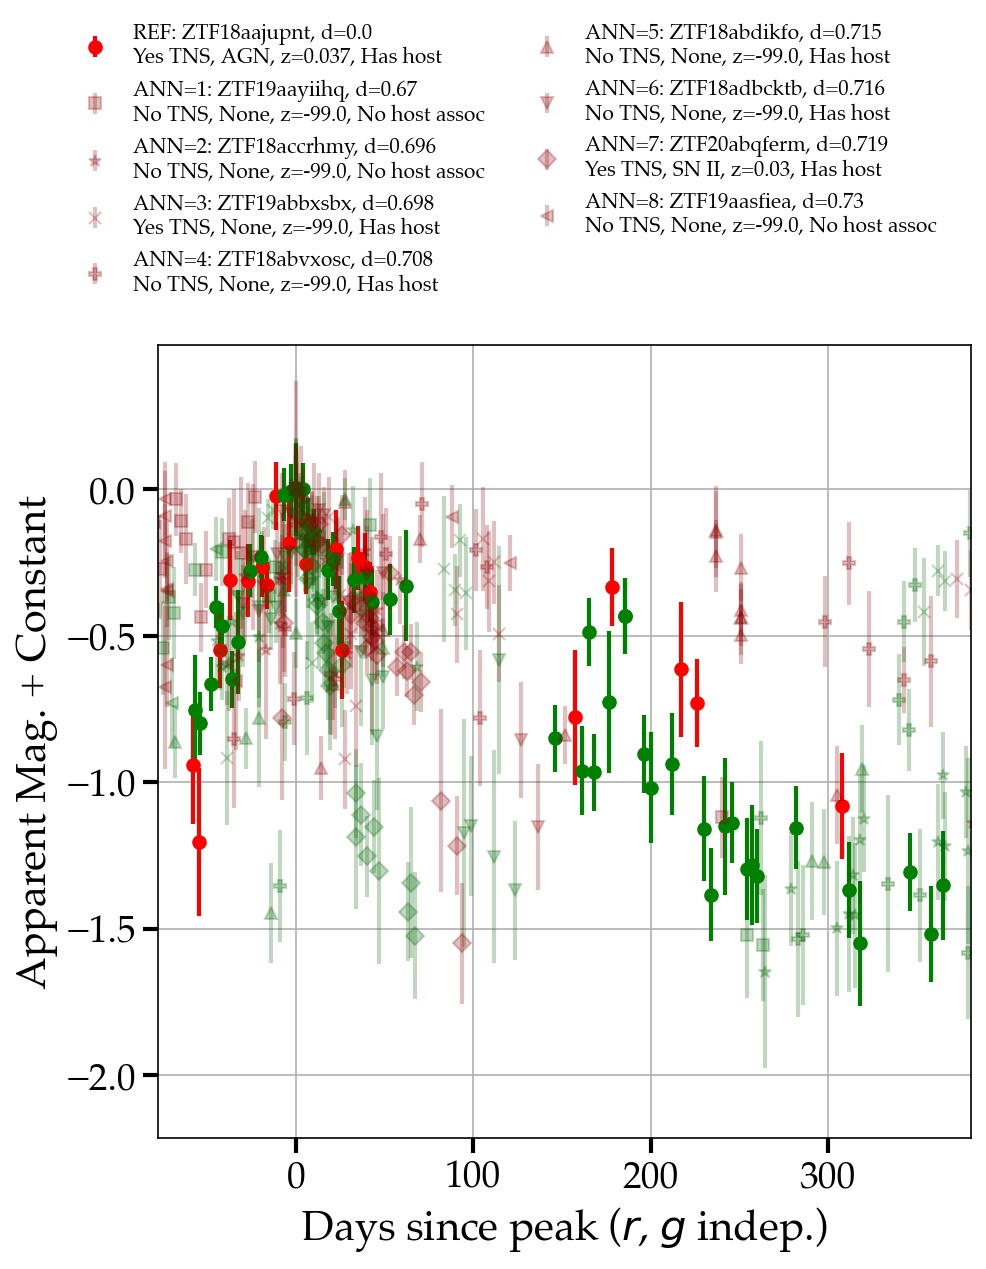 REF: ZTF18aajupnt, d=0.0
Yes TNS, AGN, z=0.037, Has host
ANN=1: ZTF19aayiihq, d=0.67
No TNS, None, z=-99.0, No host assoc
ANN=2: ZTF18accrhmy, d=0.696
No TNS, None, z=-99.0, No host assoc
ANN=3: ZTF19abbxsbx, d=0.698
Yes TNS, None, z=-99.0, Has host
ANN=4: ZTF18abvxosc, d=0.708
No TNS, None, z=-99.0, Has host
ANN=5: ZTF18abdikfo, d=0.715
No TNS, None, z=-99.0, Has host
ANN=6: ZTF18adbcktb, d=0.716
No TNS, None, z=-99.0, Has host
ANN=7: ZTF20abqferm, d=0.719
Yes TNS, SN II, z=0.03, Has host
ANN=8: ZTF19aasfiea, d=0.73
No TNS, None, z=-99.0, No host assoc
Apparent Mag. + Constant
0.0
−0.5
−1.0
−1.5
−2.0
0
100
200
300
Days since peak (r, g indep.)